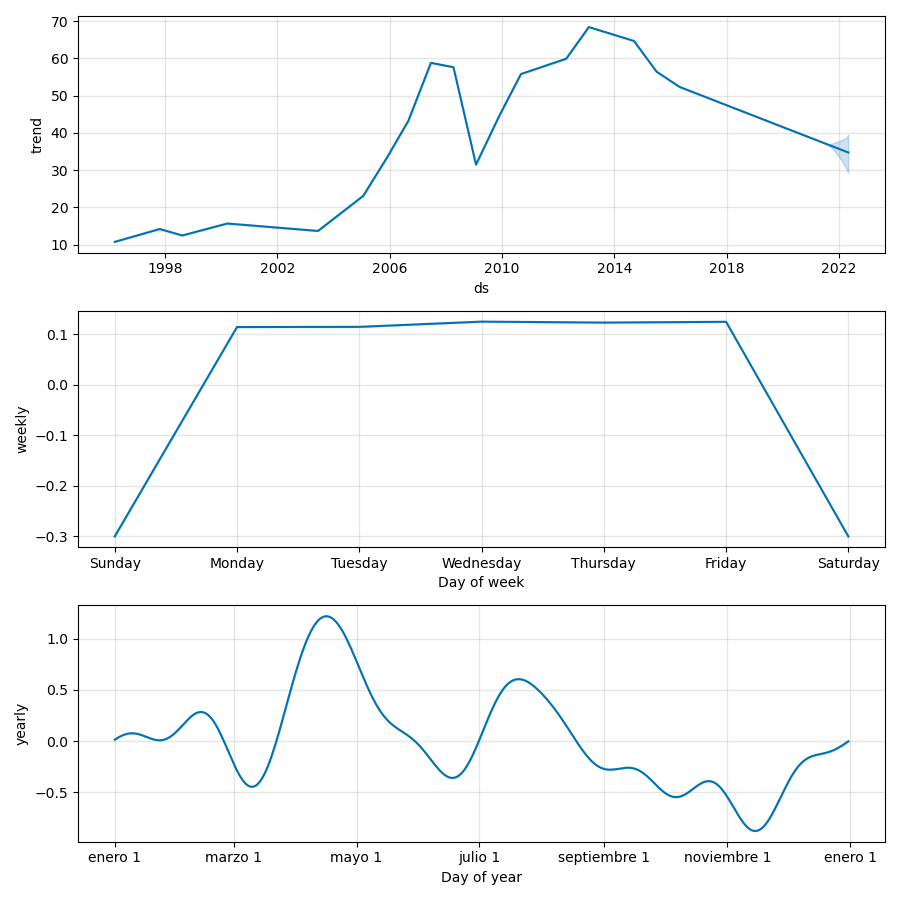 70
60
50
40
30
20
10
trend
1998 2002 2006 2010 2014 2018 2022
ds
0.1
0.0
−0.1
−0.2
−0.3
weekly
Sunday Monday Tuesday Wednesday Thursday Friday Saturday
Day of week
1.0
0.5
0.0
−0.5
yearly
enero 1 marzo 1 mayo 1 julio 1 septiembre 1 noviembre 1 enero 1
Day of year